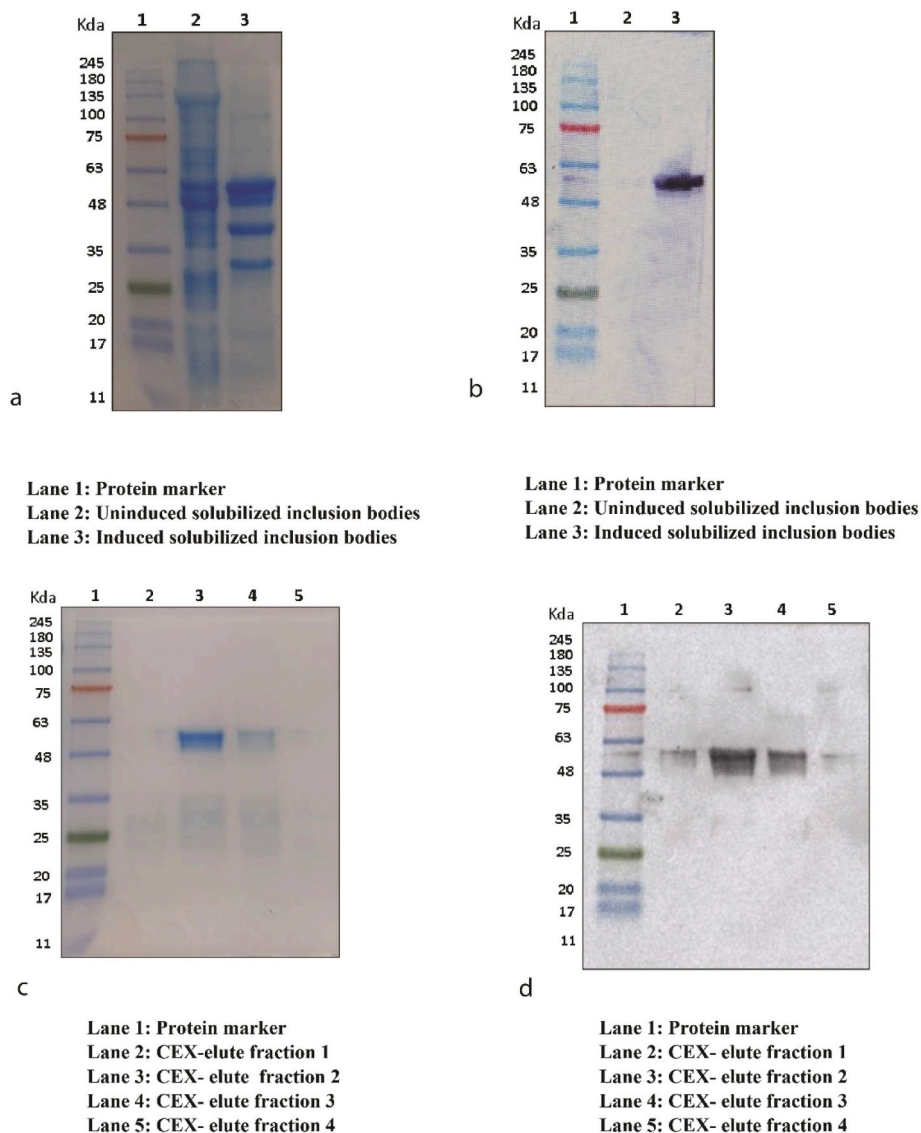 Kda 1 2 3
245
180
135
100
75
63
48
35
25
20
17
11
a
Kda 1 2 3
245
180
135
100
75
63
48
35
25
20
17
11
b
Lane 1: Protein marker
Lane 2: Uninduced solubilized inclusion bodies
Lane 3: Induced solubilized inclusion bodies
Lane 1: Protein marker
Lane 2: Uninduced solubilized inclusion bodies
Lane 3: Induced solubilized inclusion bodies
Kda 1 2 3 4 5
245
180
135
100
75
63
48
35
25
20
17
11
c
Kda 1 2 3 4 5
245
180
135
100
75
63
48
35
25
20
17
11
d
Lane 1: Protein marker
Lane 2: CEX-elute fraction 1
Lane 3: CEX- elute fraction 2
Lane 4: CEX- elute fraction 3
Lane 5: CEX- elute fraction 4
Lane 1: Protein marker
Lane 2: CEX- elute fraction 1
Lane 3: CEX- elute fraction 2
Lane 4: CEX- elute fraction 3
Lane 5: CEX- elute fraction 4